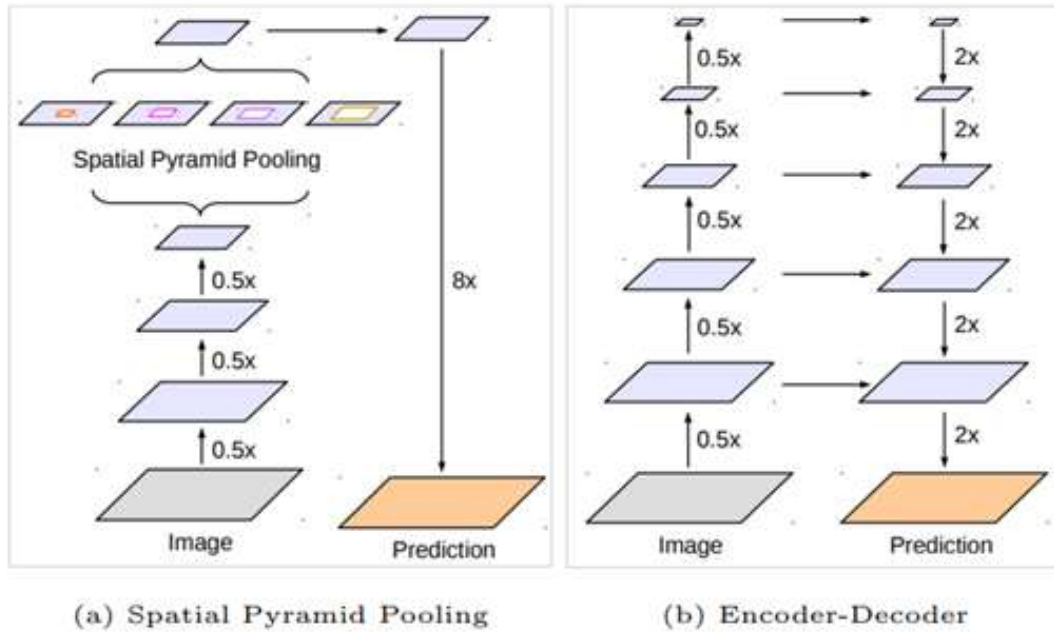 Spatial Pyramid Pooling
0.5x
0.5x
0.5x
8x
Image
Prediction
0.5x
2x
0.5x
2x
0.5x
2x
0.5x
2x
0.5x
2x
Image
Prediction
(a) Spatial Pyramid Pooling
(b) Encoder-Decoder